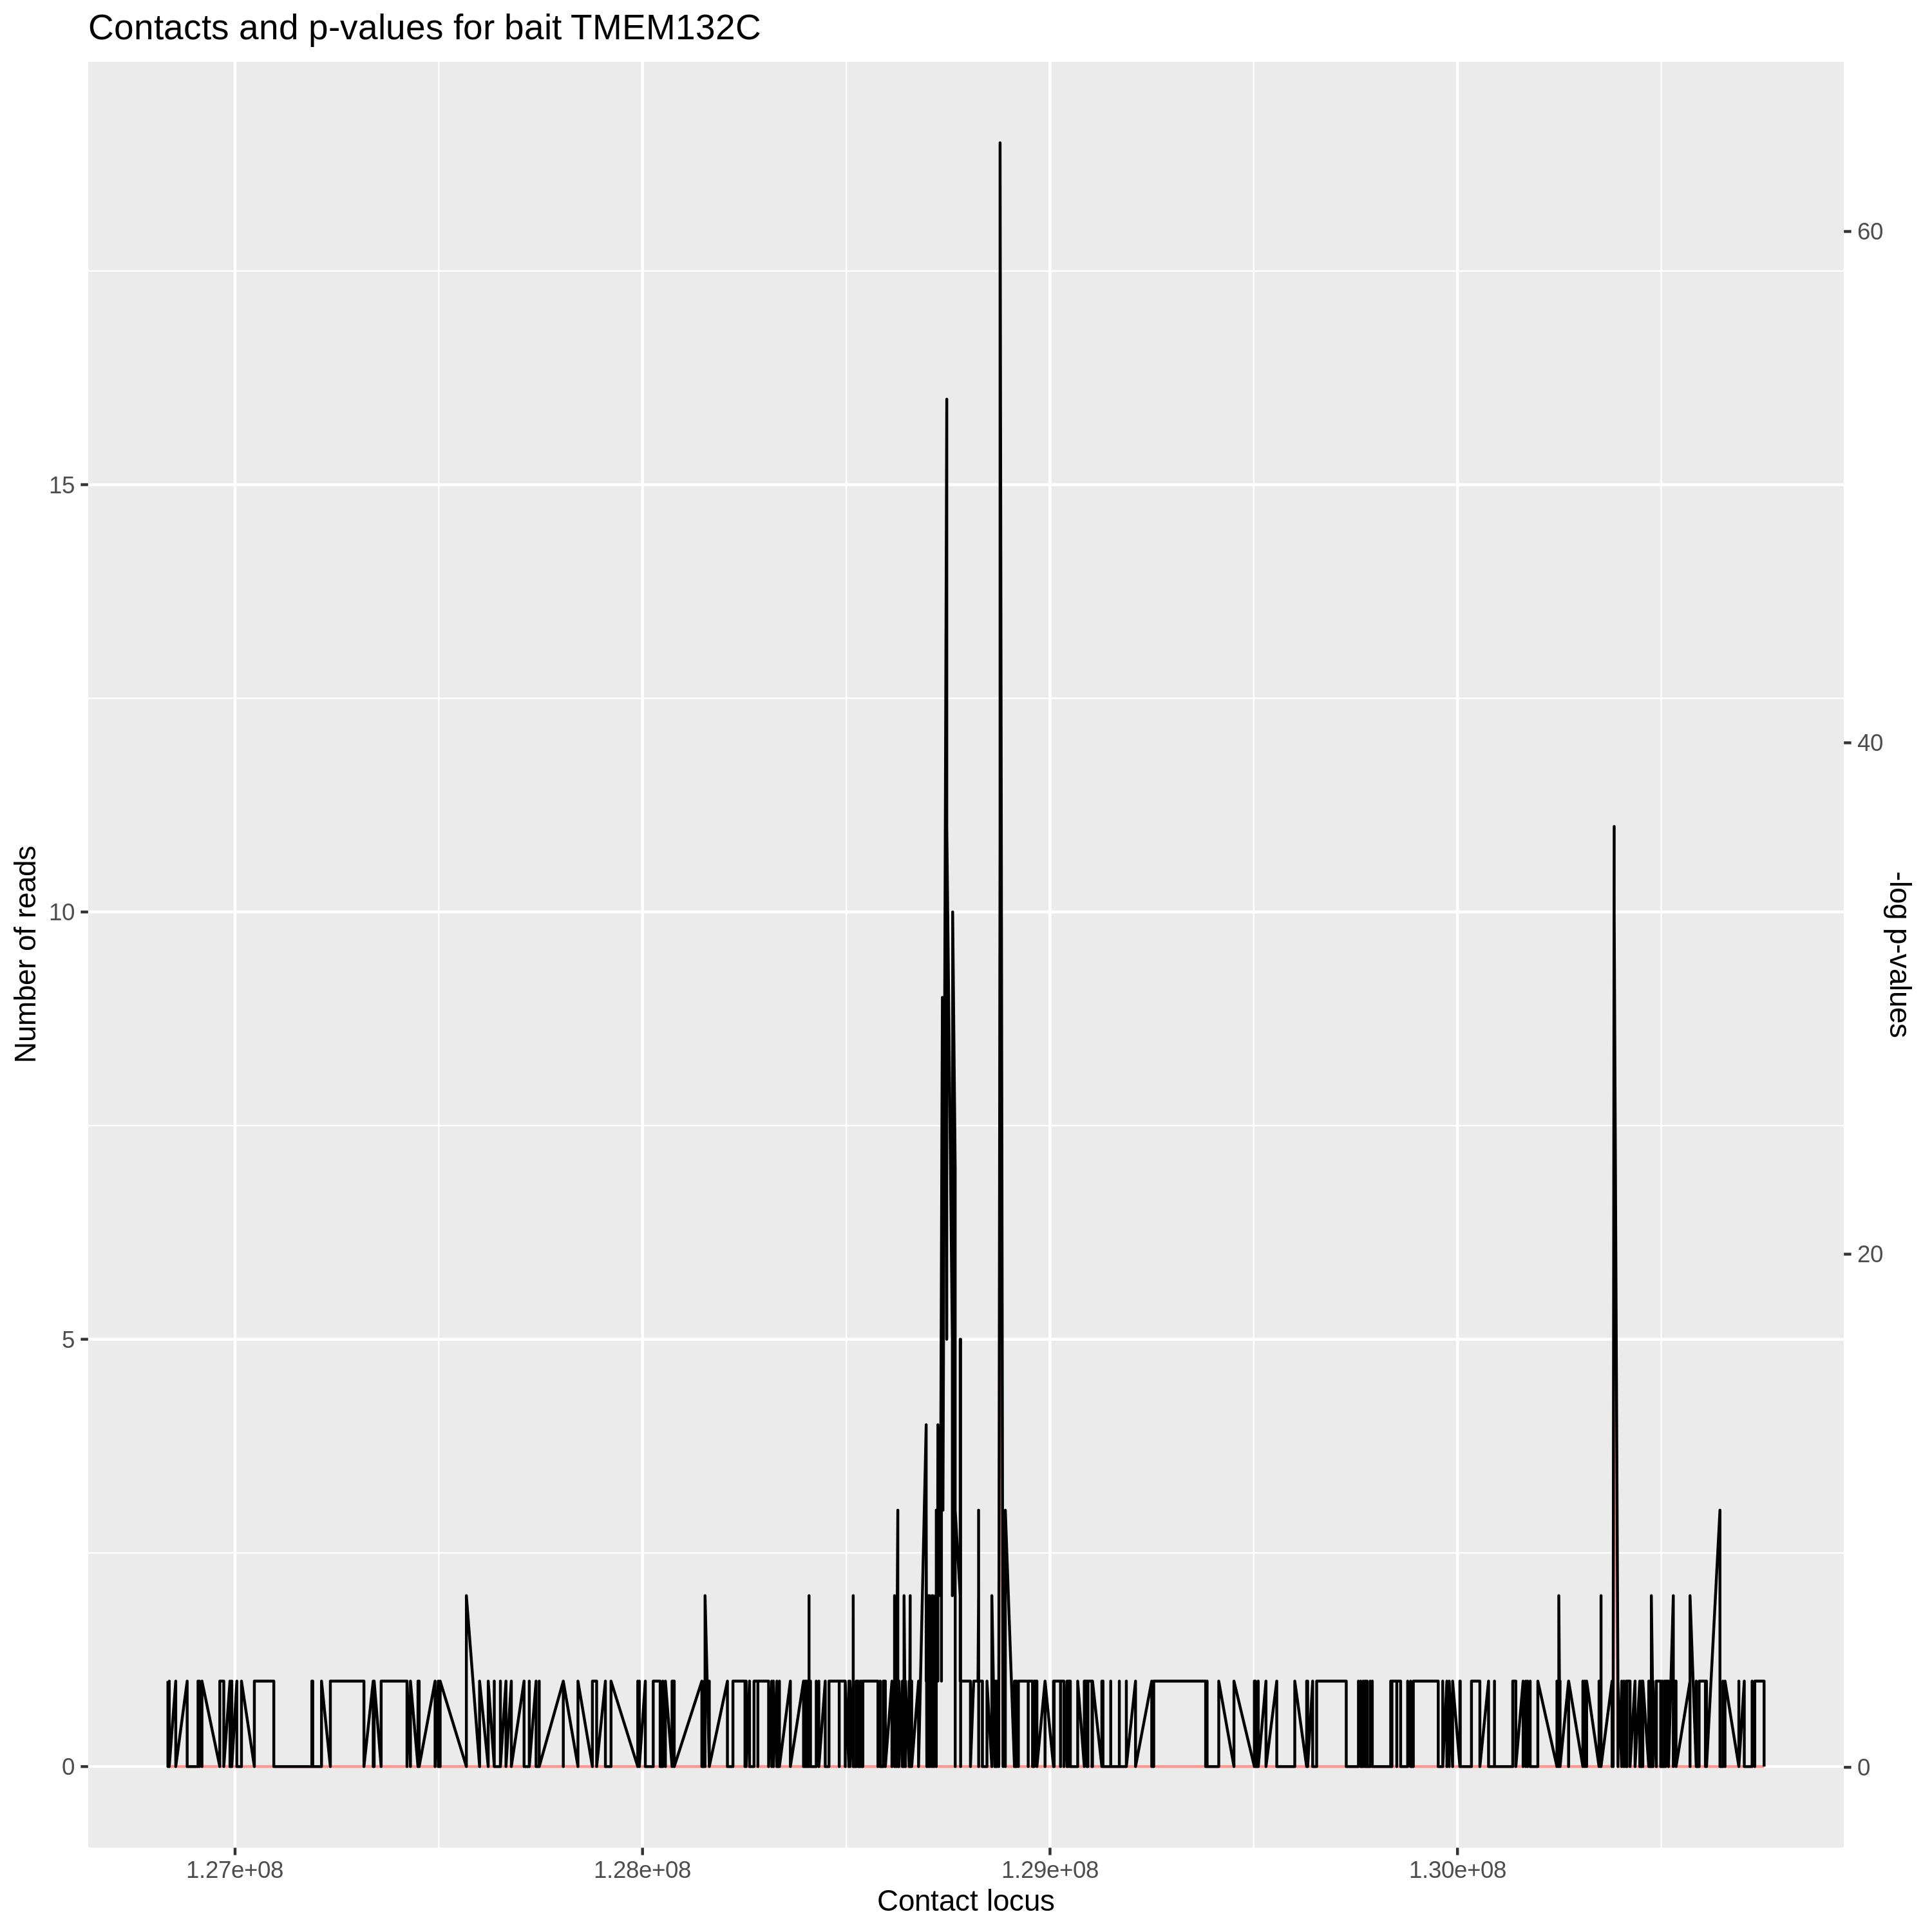 Contacts and p-values for bait TMEM132C
Number of reads
15
10
5
0
60
40
20
0
-log p-values
1.27e+08
1.28e+08
1.29e+08
1.30e+08
Contact locus